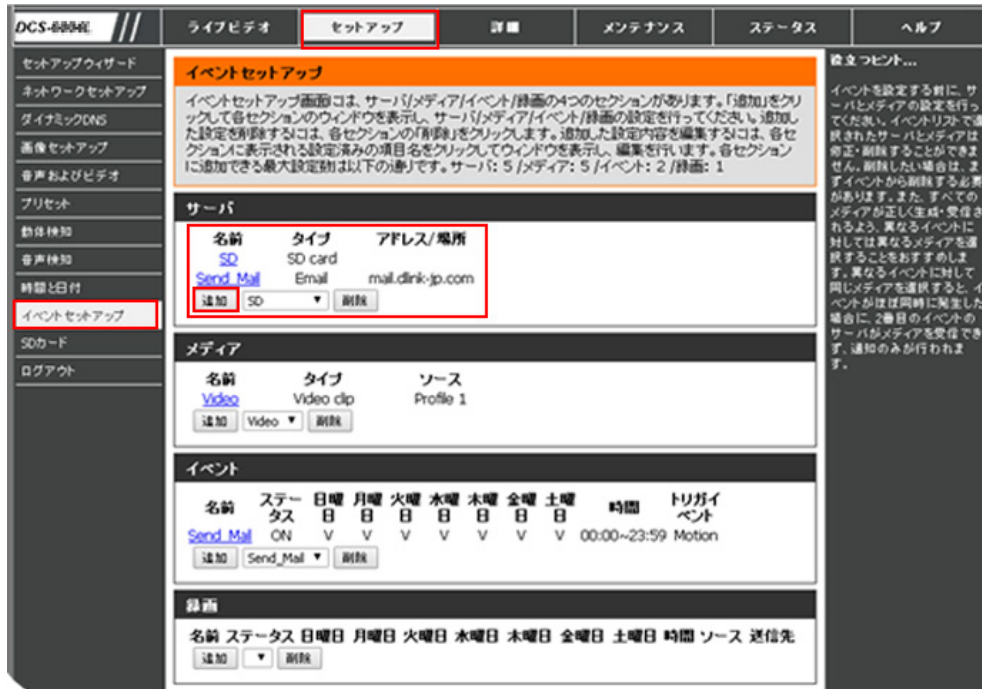 ライブビデオ セットアップ 詳細 メンテナンス ステータス ヘルプ
セットアップウィザード
ネットワークセットアップ
ダイナミックDNS
画像セットアップ
音声およびビデオ
プリセット
動体検知
音声検知
時間と日付
イベントセットアップ
SDカード
ログアウト
イベントセットアップ
イベントセットアップ画面には、サーバ/メディア/イベント/録画の4つのセクションがあります。「追加」をクリ
ックして各セクションのウィンドウを表示し、サーバ/メディア/イベント/録画の設定を行ってください。追加し
た設定を削除するには、各セクションの「削除」をクリックします。追加した設定内容を編集するには、各セ
クションに表示される設定済みの項目名をクリックしてウィンドウを表示し、編集を行います。各セクション
に追加できる最大設定数は以下の通りです。サーバ: 5 /メディア: 5 /イベント: 2 /録画: 1
サーバ
名前 タイプ アドレス/場所
SD SD card
Send_Mail Email mail.dlink-jp.com
追加 SD 削除
メディア
名前 タイプ ソース
Video Video clip Profile 1
追加 Video 削除
イベント
名前 ステータス 日曜日 月曜日 火曜日 水曜日 木曜日 金曜日 土曜日 時間 トリガイベント
Send_Mail ON V V V V V V V 00:00~23:59 Motion
追加 Send_Mail 削除
録画
名前 ステータス 日曜日 月曜日 火曜日 水曜日 木曜日 金曜日 土曜日 時間 ソース 送信先
追加 削除
役立つヒント...
イベントを設定する前に、サ
ーバとメディアの設定を行っ
てください。イベントリストで選
択されたサーバとメディアは
修正・削除することができま
せん。削除したい場合は、ま
ずイベントから削除する必要
があります。また、すべての
メディアが正しく生成・受信さ
れるよう、異なるイベントに
対しては異なるメディアを選
択することをおすすめしま
す。異なるイベントに対して
同じメディアを選択すると、イ
ベントがほぼ同時に発生した
場合に、2番目のイベントの
サーバがメディアを受信でき
ず、通知のみが行われま
す。